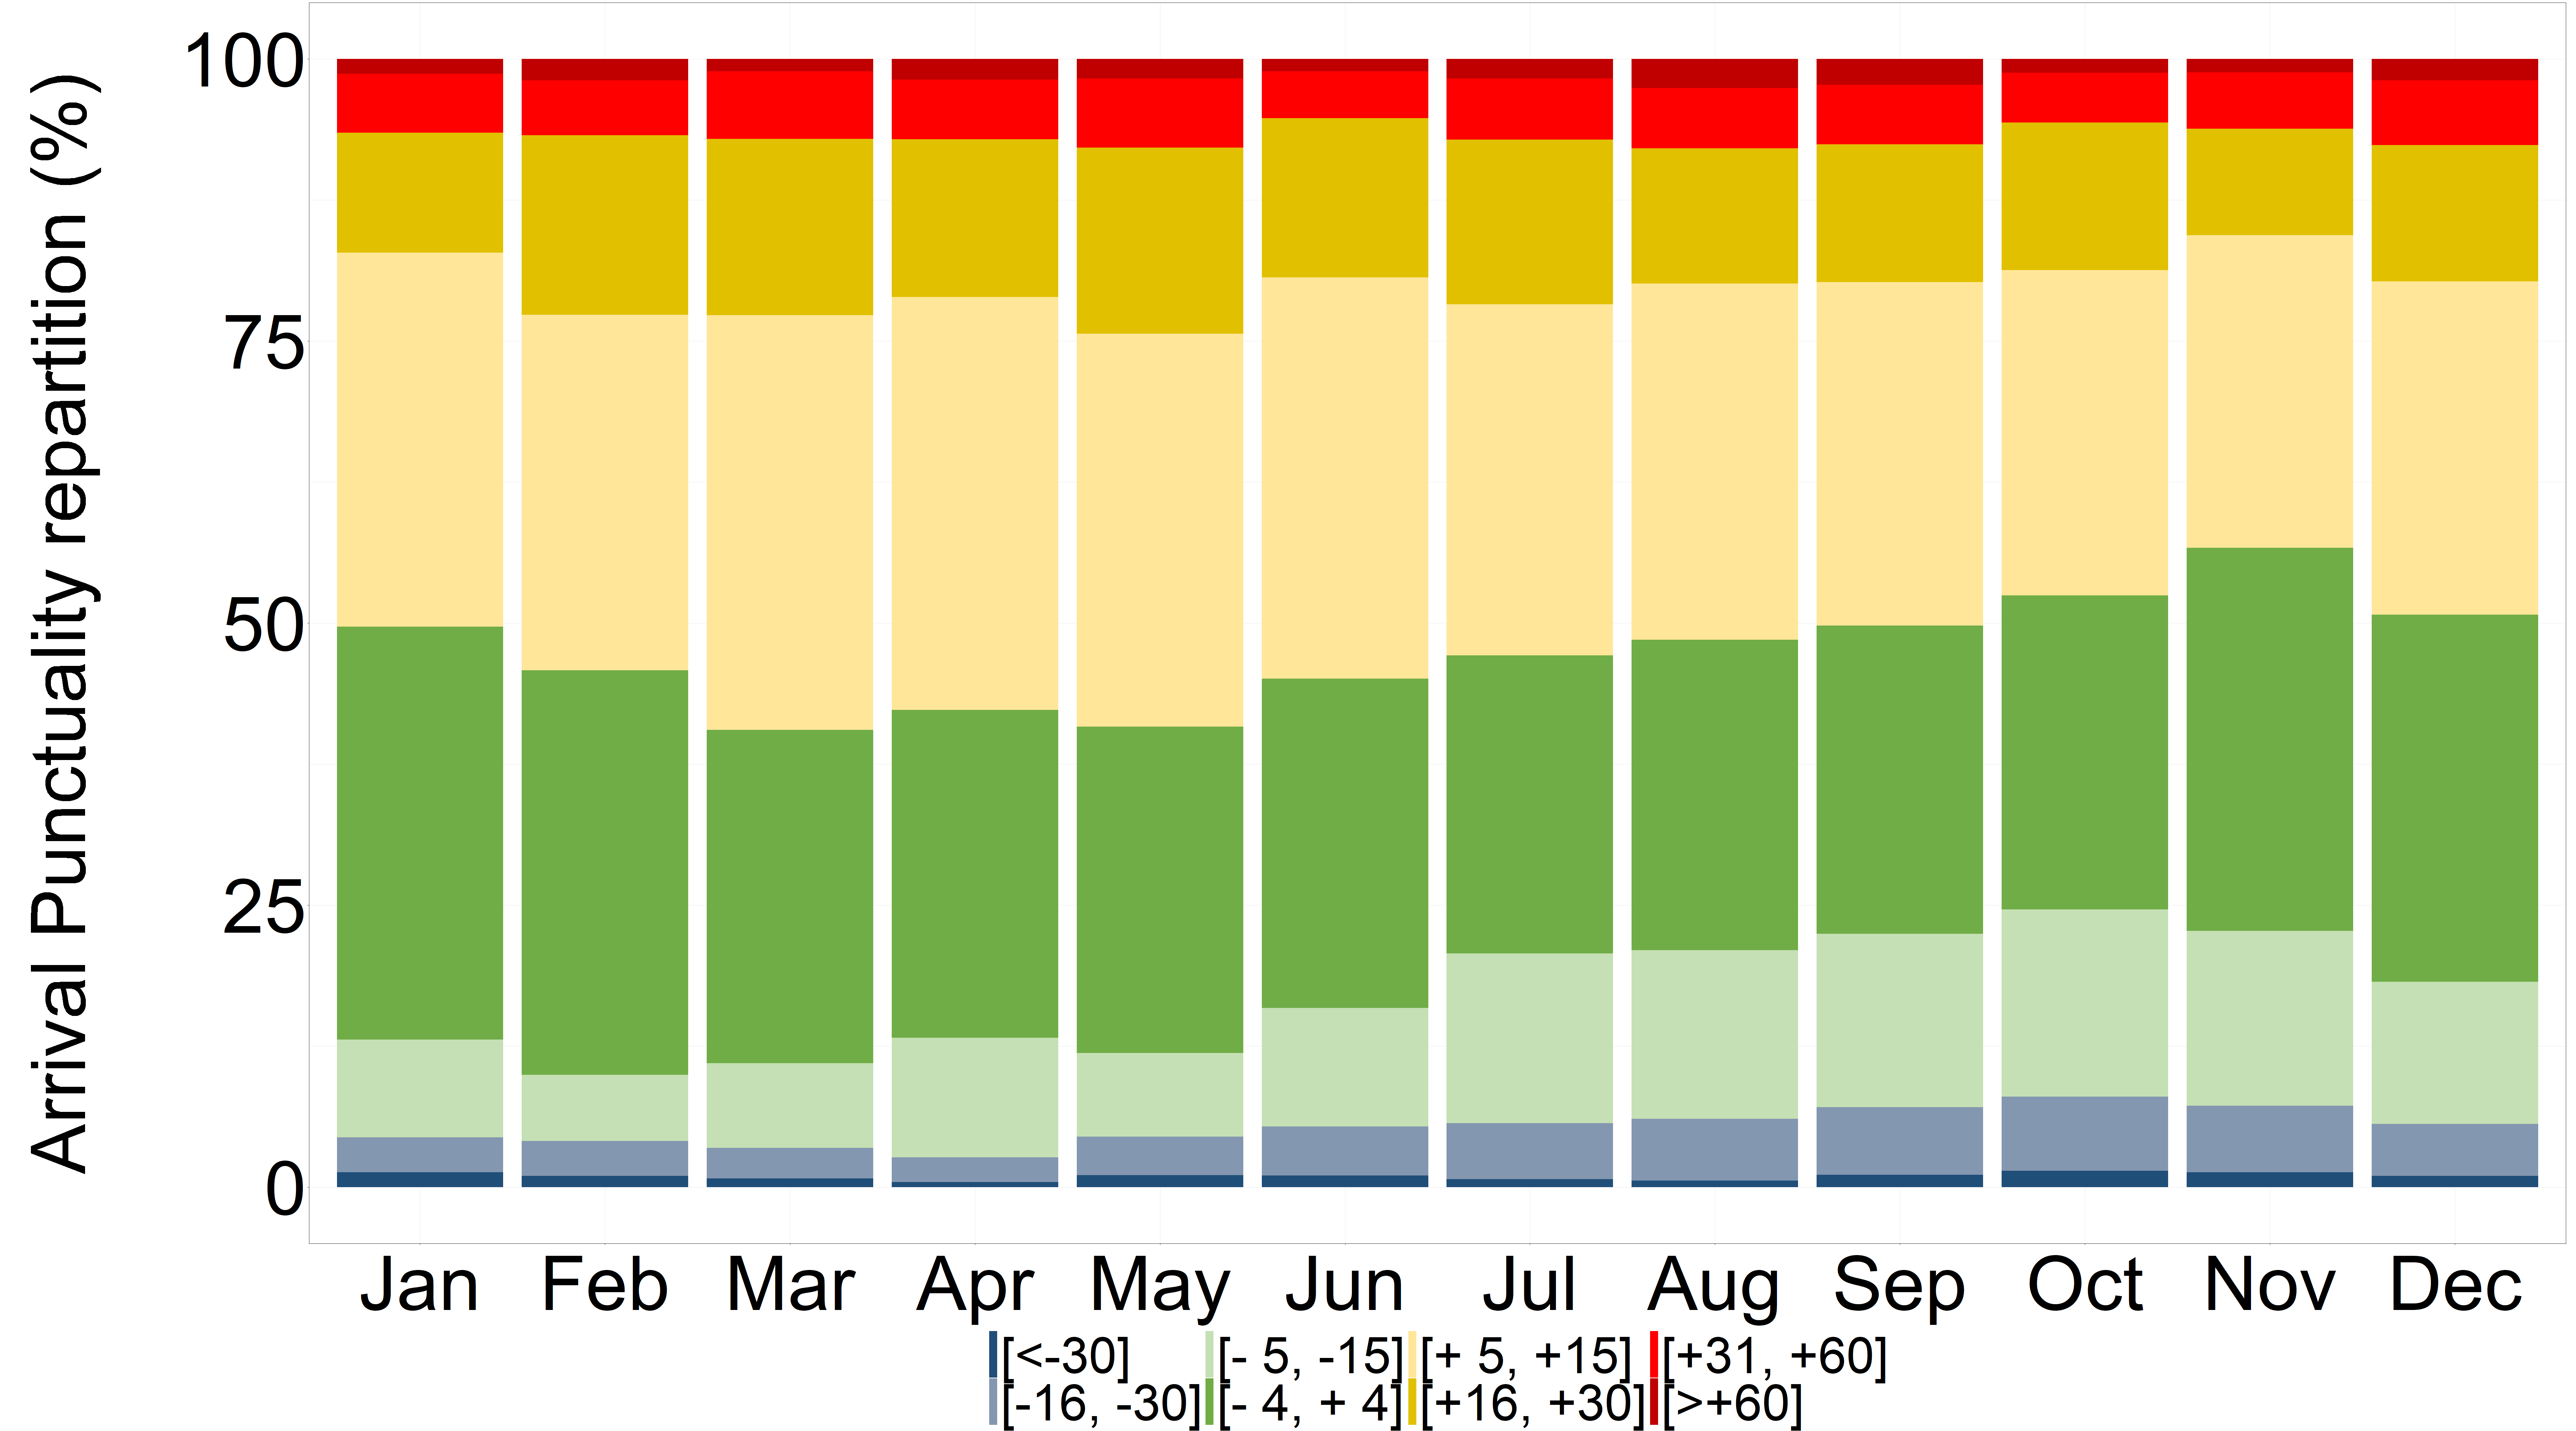 Arrival Punctuality repartition (%)
100
75
50
25
0
Jan Feb Mar Apr May Jun Jul Aug Sep Oct Nov Dec
[<-30] [- 5, -15] [+ 5, +15] [+31, +60]
[-16, -30] [- 4, + 4] [+16, +30] [>+60]